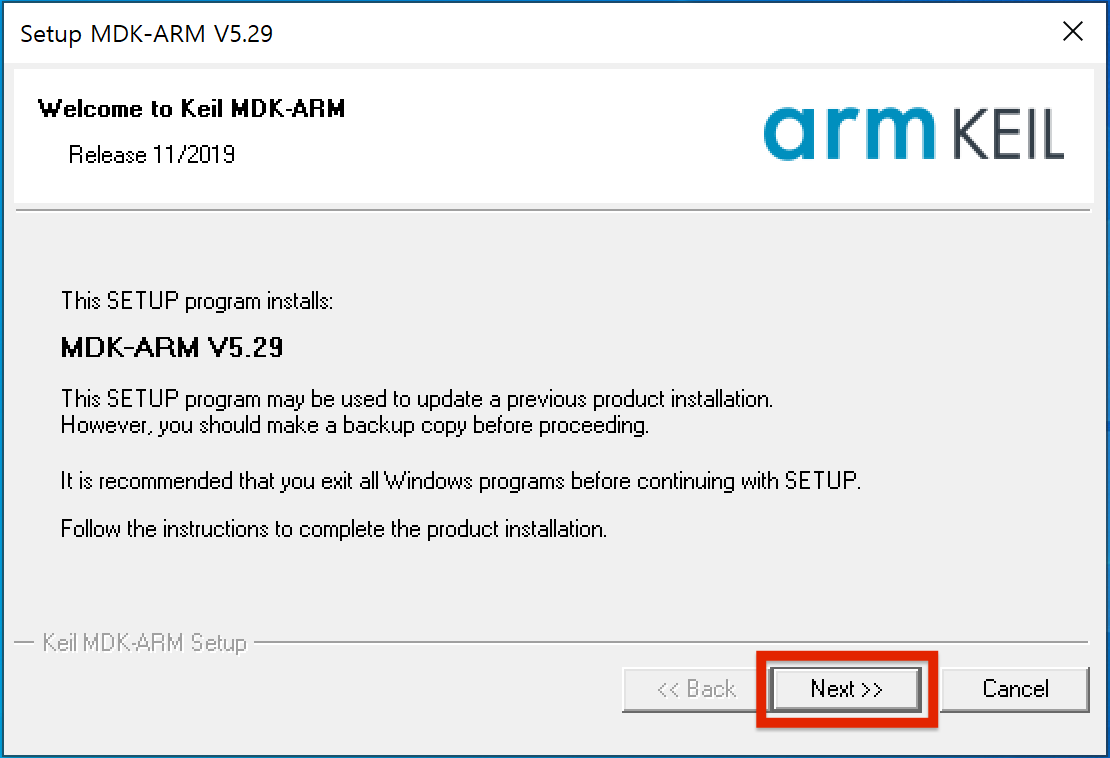 Setup MDK-ARM V5.29
Welcome to Keil MDK-ARM
Release 11/2019
arm KEIL
This SETUP program installs:
MDK-ARM V5.29
This SETUP program may be used to update a previous product installation.
However, you should make a backup copy before proceeding.
It is recommended that you exit all Windows programs before continuing with SETUP.
Follow the instructions to complete the product installation.
Keil MDK-ARM Setup
<< Back
Next >>
Cancel